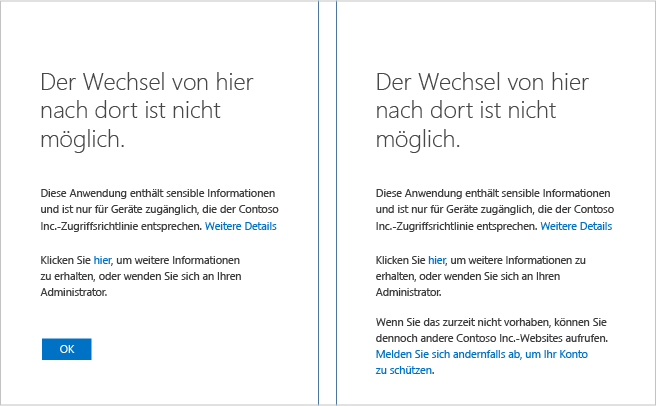 Der Wechsel von hier
nach dort ist nicht
möglich.
Diese Anwendung enthält sensible Informationen
und ist nur für Geräte zugänglich, die der Contoso
Inc.-Zugriffsrichtlinie entsprechen. Weitere Details
Klicken Sie hier, um weitere Informationen
zu erhalten, oder wenden Sie sich an Ihren
Administrator.
OK
Der Wechsel von hier
nach dort ist nicht
möglich.
Diese Anwendung enthält sensible Informationen
und ist nur für Geräte zugänglich, die der Contoso
Inc.-Zugriffsrichtlinie entsprechen. Weitere Details
Klicken Sie hier, um weitere Informationen zu
erhalten, oder wenden Sie sich an Ihren
Administrator.
Wenn Sie das zurzeit nicht vorhaben, können Sie
dennoch andere Contoso Inc.-Websites aufrufen.
Melden Sie sich andernfalls ab, um Ihr Konto
zu schützen.